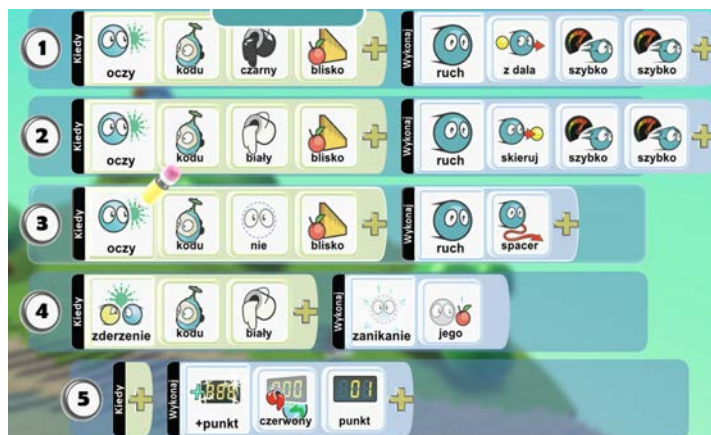 1 Kiedy oczy kodu czarny blisko Wykonaj ruch z dala szybko szybko
2 Kiedy oczy kodu biały blisko Wykonaj ruch skieruj szybko szybko
3 Kiedy oczy kodu nie blisko Wykonaj ruch spacer
4 Kiedy zderzenie kodu biały Wykonaj zanikanie jego
5 Kiedy Wykonaj +punkt czerwony 000 punkt 01